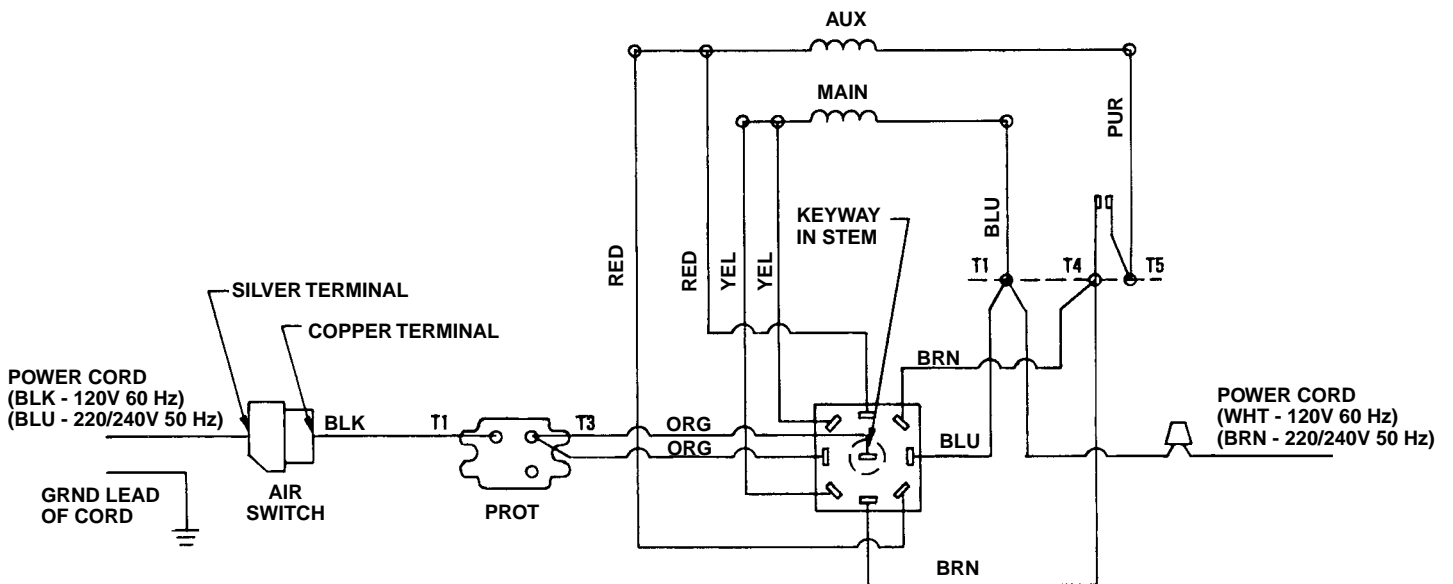 AUX
MAIN
PUR
KEYWAY
IN STEM
BLU
RED
RED
YEL
YEL
T1
T4
T5
SILVER TERMINAL
COPPER TERMINAL
BRN
POWER CORD
(BLK - 120V 60 Hz)
(BLU - 220/240V 50 Hz)
BLK
T1
T3
ORG
ORG
BLU
POWER CORD
(WHT - 120V 60 Hz)
(BRN - 220/240V 50 Hz)
GRND LEAD
OF CORD
AIR
SWITCH
PROT
BRN